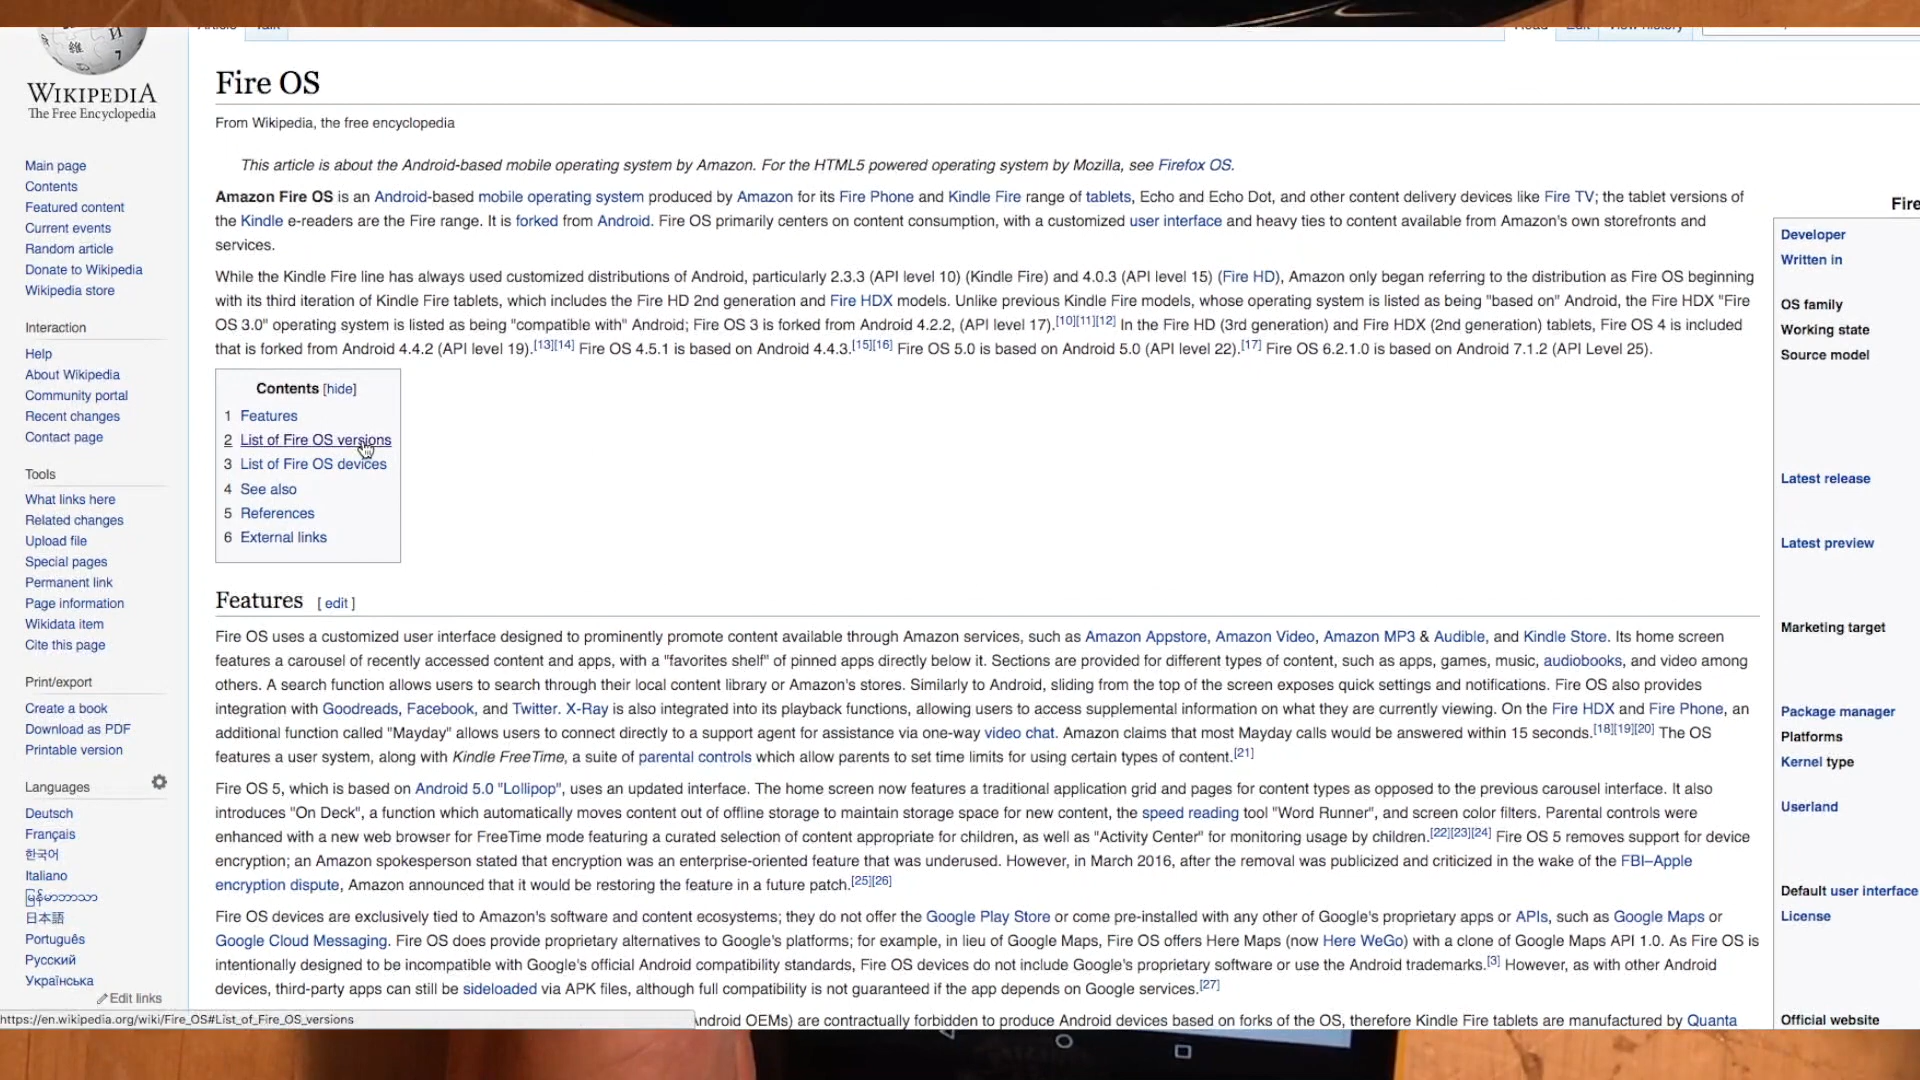 Article Talk
Read Edit View history
WIKIPEDIA
The Free Encyclopedia
Main page
Contents
Featured content
Current events
Random article
Donate to Wikipedia
Wikipedia store
Interaction
Help
About Wikipedia
Community portal
Recent changes
Contact page
Tools
What links here
Related changes
Upload file
Special pages
Permanent link
Page information
Wikidata item
Cite this page
Print/export
Create a book
Download as PDF
Printable version
Languages
Deutsch
Français
한국어
Italiano
မြန်မာဘာသာ
日本語
Português
Русский
Українська
Edit links
Fire OS
From Wikipedia, the free encyclopedia
This article is about the Android-based mobile operating system by Amazon. For the HTML5 powered operating system by Mozilla, see Firefox OS.
Amazon Fire OS is an Android-based mobile operating system produced by Amazon for its Fire Phone and Kindle Fire range of tablets, Echo and Echo Dot, and other content delivery devices like Fire TV; the tablet versions of
the Kindle e-readers are the Fire range. It is forked from Android. Fire OS primarily centers on content consumption, with a customized user interface and heavy ties to content available from Amazon's own storefronts and
services.
While the Kindle Fire line has always used customized distributions of Android, particularly 2.3.3 (API level 10) (Kindle Fire) and 4.0.3 (API level 15) (Fire HD), Amazon only began referring to the distribution as Fire OS beginning
with its third iteration of Kindle Fire tablets, which includes the Fire HD 2nd generation and Fire HDX models. Unlike previous Kindle Fire models, whose operating system is listed as being "based on" Android, the Fire HDX "Fire
OS 3.0" operating system is listed as being "compatible with" Android; Fire OS 3 is forked from Android 4.2.2, (API level 17).[10][11][12] In the Fire HD (3rd generation) and Fire HDX (2nd generation) tablets, Fire OS 4 is included
that is forked from Android 4.4.2 (API level 19).[13][14] Fire OS 4.5.1 is based on Android 4.4.3.[15][16] Fire OS 5.0 is based on Android 5.0 (API level 22).[17] Fire OS 6.2.1.0 is based on Android 7.1.2 (API Level 25).
Contents [hide]
1 Features
2 List of Fire OS versions
3 List of Fire OS devices
4 See also
5 References
6 External links
Features [ edit ]
Fire OS uses a customized user interface designed to prominently promote content available through Amazon services, such as Amazon Appstore, Amazon Video, Amazon MP3 & Audible, and Kindle Store. Its home screen
features a carousel of recently accessed content and apps, with a "favorites shelf" of pinned apps directly below it. Sections are provided for different types of content, such as apps, games, music, audiobooks, and video among
others. A search function allows users to search through their local content library or Amazon's stores. Similarly to Android, sliding from the top of the screen exposes quick settings and notifications. Fire OS also provides
integration with Goodreads, Facebook, and Twitter. X-Ray is also integrated into its playback functions, allowing users to access supplemental information on what they are currently viewing. On the Fire HDX and Fire Phone, an
additional function called "Mayday" allows users to connect directly to a support agent for assistance via one-way video chat. Amazon claims that most Mayday calls would be answered within 15 seconds.[18][19][20] The OS
features a user system, along with Kindle FreeTime, a suite of parental controls which allow parents to set time limits for using certain types of content.[21]
Fire OS 5, which is based on Android 5.0 "Lollipop", uses an updated interface. The home screen now features a traditional application grid and pages for content types as opposed to the previous carousel interface. It also
introduces "On Deck", a function which automatically moves content out of offline storage to maintain storage space for new content, the speed reading tool "Word Runner", and screen color filters. Parental controls were
enhanced with a new web browser for FreeTime mode featuring a curated selection of content appropriate for children, as well as "Activity Center" for monitoring usage by children.[22][23][24] Fire OS 5 removes support for device
encryption; an Amazon spokesperson stated that encryption was an enterprise-oriented feature that was underused. However, in March 2016, after the removal was publicized and criticized in the wake of the FBI–Apple
encryption dispute, Amazon announced that it would be restoring the feature in a future patch.[25][26]
Fire OS devices are exclusively tied to Amazon's software and content ecosystems; they do not offer the Google Play Store or come pre-installed with any other of Google's proprietary apps or APIs, such as Google Maps or
Google Cloud Messaging. Fire OS does provide proprietary alternatives to Google's platforms; for example, in lieu of Google Maps, Fire OS offers Here Maps (now Here WeGo) with a clone of Google Maps API 1.0. As Fire OS is
intentionally designed to be incompatible with Google's official Android compatibility standards, Fire OS devices do not include Google's proprietary software or use the Android trademarks.[3] However, as with other Android
devices, third-party apps can still be sideloaded via APK files, although full compatibility is not guaranteed if the app depends on Google services.[27]
Android OEMs) are contractually forbidden to produce Android devices based on forks of the OS, therefore Kindle Fire tablets are manufactured by Quanta
https://en.wikipedia.org/wiki/Fire_OS#List_of_Fire_OS_versions
Fire
Developer
Written in
OS family
Working state
Source model
Latest release
Latest preview
Marketing target
Package manager
Platforms
Kernel type
Userland
Default user interface
License
Official website